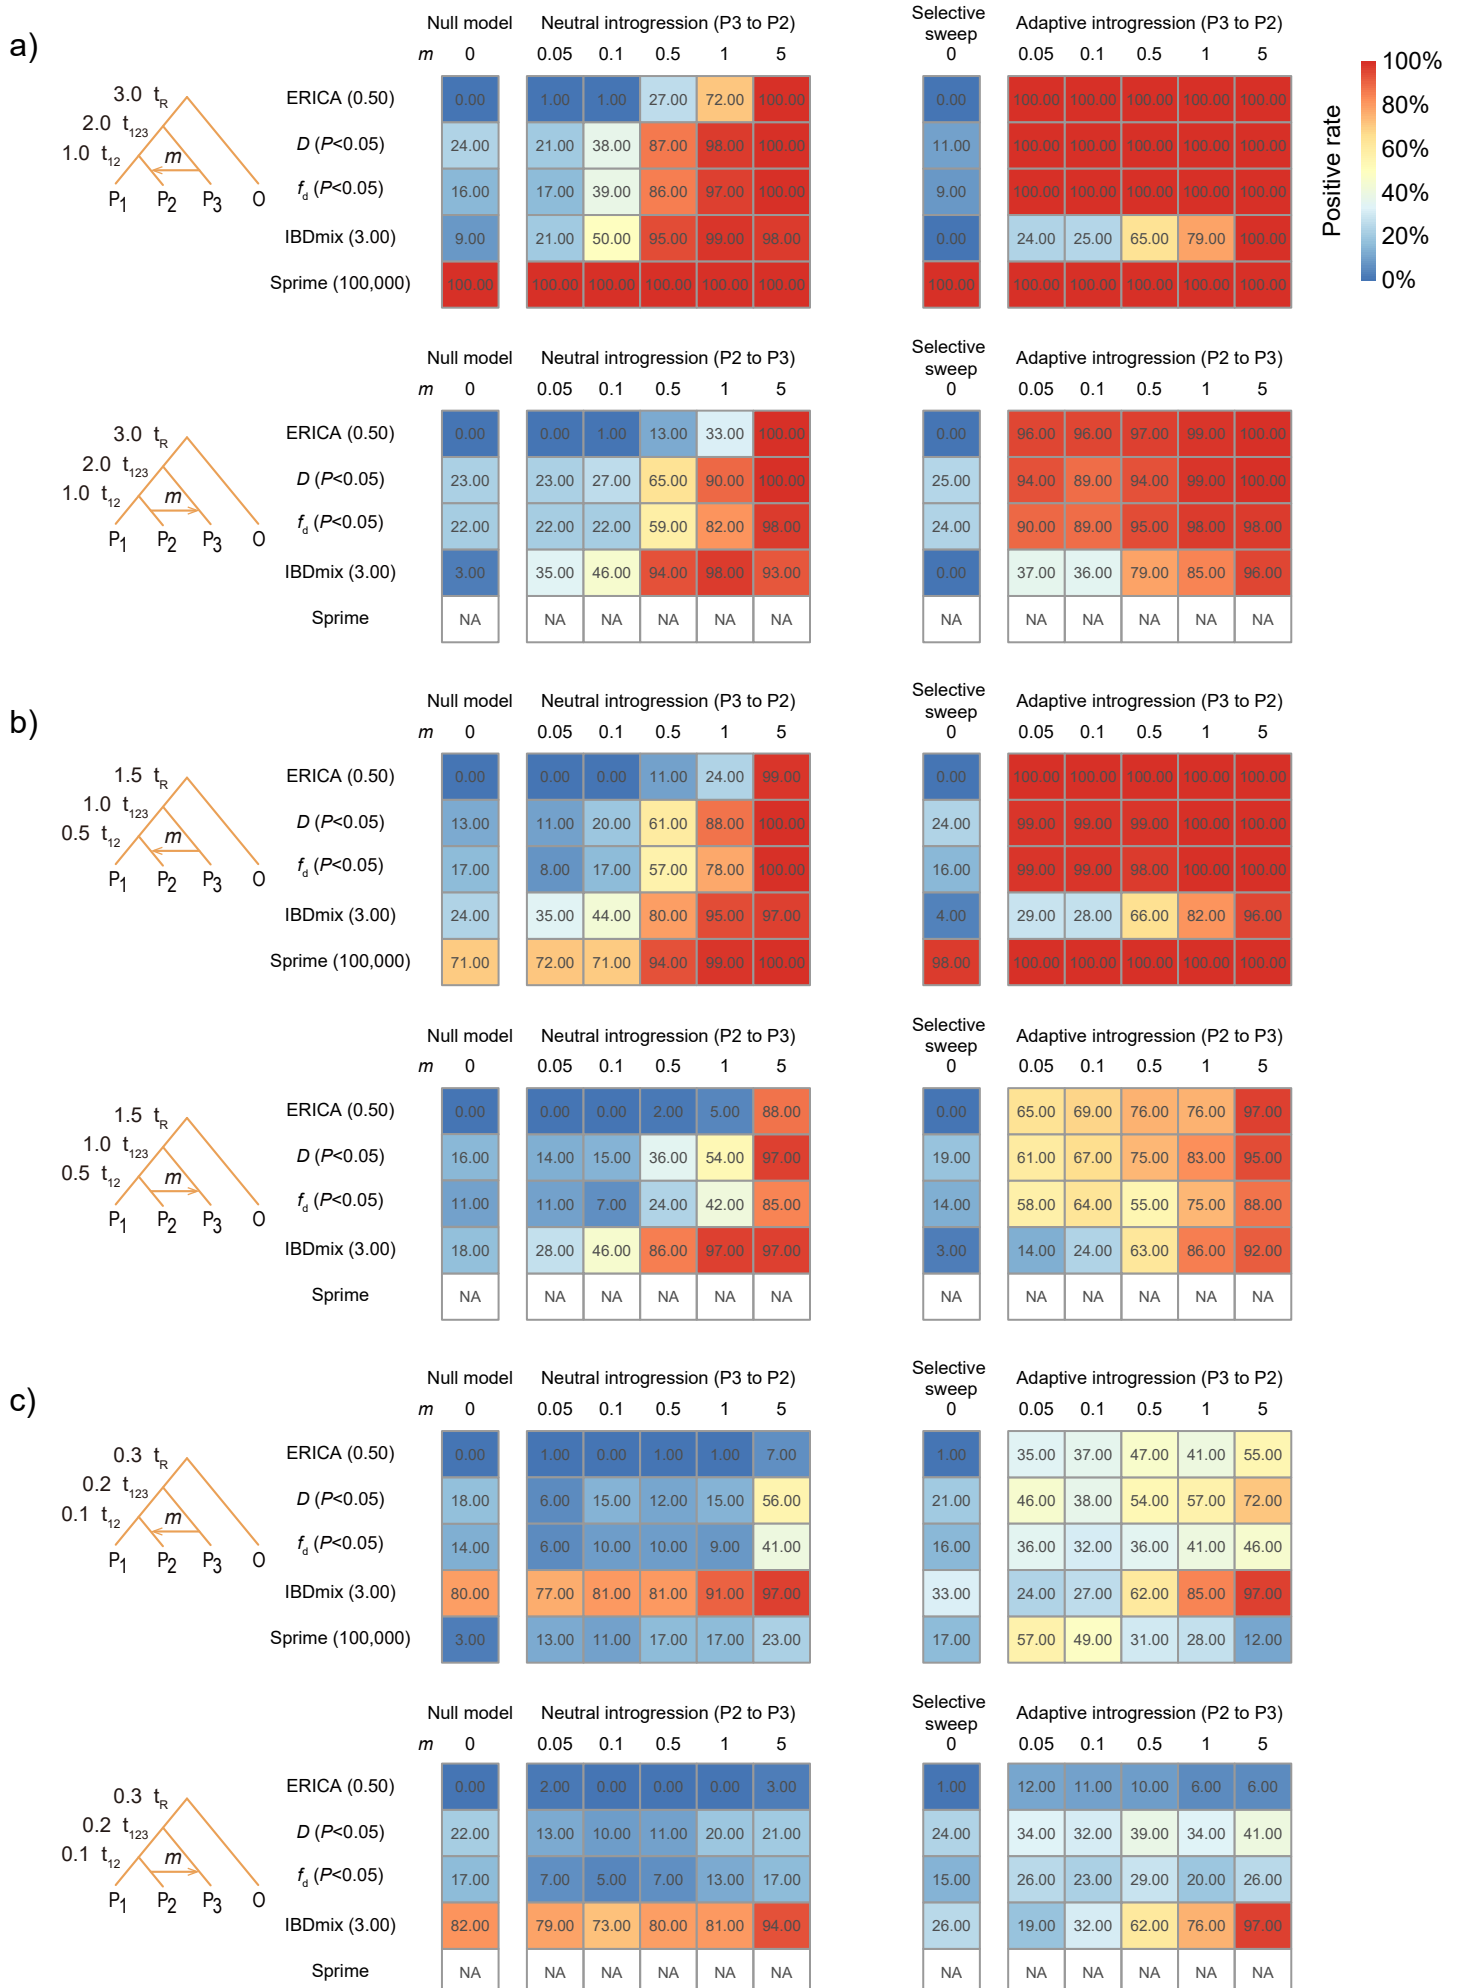 a)
Null model Neutral introgression (P3 to P2) Selective sweep Adaptive introgression (P3 to P2)
m 0 0.05 0.1 0.5 1 5 0 0.05 0.1 0.5 1 5
3.0 tR
2.0 t123
1.0 t12
m
P1 P2 P3 O
ERICA (0.50) 0.00 1.00 1.00 27.00 72.00 100.00 0.00 100.00 100.00 100.00 100.00 100.00
D (P<0.05) 24.00 21.00 38.00 87.00 98.00 100.00 11.00 100.00 100.00 100.00 100.00 100.00
fd (P<0.05) 16.00 17.00 39.00 86.00 97.00 100.00 9.00 100.00 100.00 100.00 100.00 100.00
IBDmix (3.00) 9.00 21.00 50.00 95.00 99.00 98.00 0.00 24.00 25.00 65.00 79.00 100.00
Sprime (100,000) 100.00 100.00 100.00 100.00 100.00 100.00 100.00 100.00 100.00 100.00 100.00 100.00
Positive rate
100%
80%
60%
40%
20%
0%
Null model Neutral introgression (P2 to P3) Selective sweep Adaptive introgression (P2 to P3)
m 0 0.05 0.1 0.5 1 5 0 0.05 0.1 0.5 1 5
3.0 tR
2.0 t123
1.0 t12
m
P1 P2 P3 O
ERICA (0.50) 0.00 0.00 1.00 13.00 33.00 100.00 0.00 96.00 96.00 97.00 99.00 100.00
D (P<0.05) 23.00 23.00 27.00 65.00 90.00 100.00 25.00 94.00 89.00 94.00 99.00 100.00
fd (P<0.05) 22.00 22.00 22.00 59.00 82.00 98.00 24.00 90.00 89.00 95.00 98.00 98.00
IBDmix (3.00) 3.00 35.00 46.00 94.00 98.00 93.00 0.00 37.00 36.00 79.00 85.00 96.00
Sprime NA NA NA NA NA NA NA NA NA NA NA NA
b)
Null model Neutral introgression (P3 to P2) Selective sweep Adaptive introgression (P3 to P2)
m 0 0.05 0.1 0.5 1 5 0 0.05 0.1 0.5 1 5
1.5 tR
1.0 t123
0.5 t12
m
P1 P2 P3 O
ERICA (0.50) 0.00 0.00 0.00 11.00 24.00 99.00 0.00 100.00 100.00 100.00 100.00 100.00
D (P<0.05) 13.00 11.00 20.00 61.00 88.00 100.00 24.00 99.00 99.00 99.00 100.00 100.00
fd (P<0.05) 17.00 8.00 17.00 57.00 78.00 100.00 16.00 99.00 99.00 98.00 100.00 100.00
IBDmix (3.00) 24.00 35.00 44.00 80.00 95.00 97.00 4.00 29.00 28.00 66.00 82.00 96.00
Sprime (100,000) 71.00 72.00 71.00 94.00 99.00 100.00 98.00 100.00 100.00 100.00 100.00 100.00
Null model Neutral introgression (P2 to P3) Selective sweep Adaptive introgression (P2 to P3)
m 0 0.05 0.1 0.5 1 5 0 0.05 0.1 0.5 1 5
1.5 tR
1.0 t123
0.5 t12
m
P1 P2 P3 O
ERICA (0.50) 0.00 0.00 0.00 2.00 5.00 88.00 0.00 65.00 69.00 76.00 76.00 97.00
D (P<0.05) 16.00 14.00 15.00 36.00 54.00 97.00 19.00 61.00 67.00 75.00 83.00 95.00
fd (P<0.05) 11.00 11.00 7.00 24.00 42.00 85.00 14.00 58.00 64.00 55.00 75.00 88.00
IBDmix (3.00) 18.00 28.00 46.00 86.00 97.00 97.00 3.00 14.00 24.00 63.00 86.00 92.00
Sprime NA NA NA NA NA NA NA NA NA NA NA NA
c)
Null model Neutral introgression (P3 to P2) Selective sweep Adaptive introgression (P3 to P2)
m 0 0.05 0.1 0.5 1 5 0 0.05 0.1 0.5 1 5
0.3 tR
0.2 t123
0.1 t12
m
P1 P2 P3 O
ERICA (0.50) 0.00 1.00 0.00 1.00 1.00 7.00 1.00 35.00 37.00 47.00 41.00 55.00
D (P<0.05) 18.00 6.00 15.00 12.00 15.00 56.00 21.00 46.00 38.00 54.00 57.00 72.00
fd (P<0.05) 14.00 6.00 10.00 10.00 9.00 41.00 16.00 36.00 32.00 36.00 41.00 46.00
IBDmix (3.00) 80.00 77.00 81.00 81.00 91.00 97.00 33.00 24.00 27.00 62.00 85.00 97.00
Sprime (100,000) 3.00 13.00 11.00 17.00 17.00 23.00 17.00 57.00 49.00 31.00 28.00 12.00
Null model Neutral introgression (P2 to P3) Selective sweep Adaptive introgression (P2 to P3)
m 0 0.05 0.1 0.5 1 5 0 0.05 0.1 0.5 1 5
0.3 tR
0.2 t123
0.1 t12
m
P1 P2 P3 O
ERICA (0.50) 0.00 2.00 0.00 0.00 0.00 3.00 1.00 12.00 11.00 10.00 6.00 6.00
D (P<0.05) 22.00 13.00 10.00 11.00 20.00 21.00 24.00 34.00 32.00 39.00 34.00 41.00
fd (P<0.05) 17.00 7.00 5.00 7.00 13.00 17.00 15.00 26.00 23.00 29.00 20.00 26.00
IBDmix (3.00) 82.00 79.00 73.00 80.00 81.00 94.00 26.00 19.00 32.00 62.00 76.00 97.00
Sprime NA NA NA NA NA NA NA NA NA NA NA NA